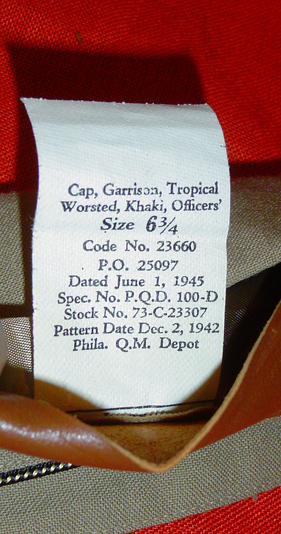 Cap, Garrison, Tropical
Worsted, Khaki, Officers'
Size 6¾
Code No. 23660
P.O. 25097
Dated June 1, 1945
Spec. No. P.Q.D. 100-D
Stock No. 73-C-23307
Pattern Date Dec. 2, 1942
Phila. Q.M. Depot